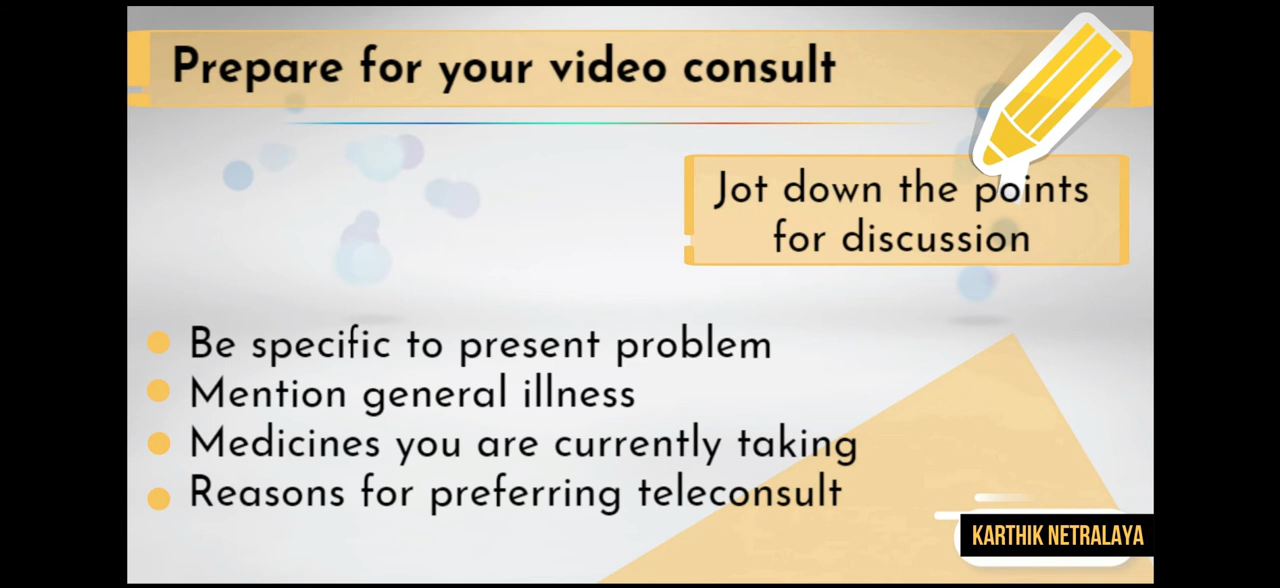 Prepare for your video consult
Jot down the points
for discussion
Be specific to present problem
Mention general illness
Medicines you are currently taking
Reasons for preferring teleconsult
KARTHIK NETRALAYA